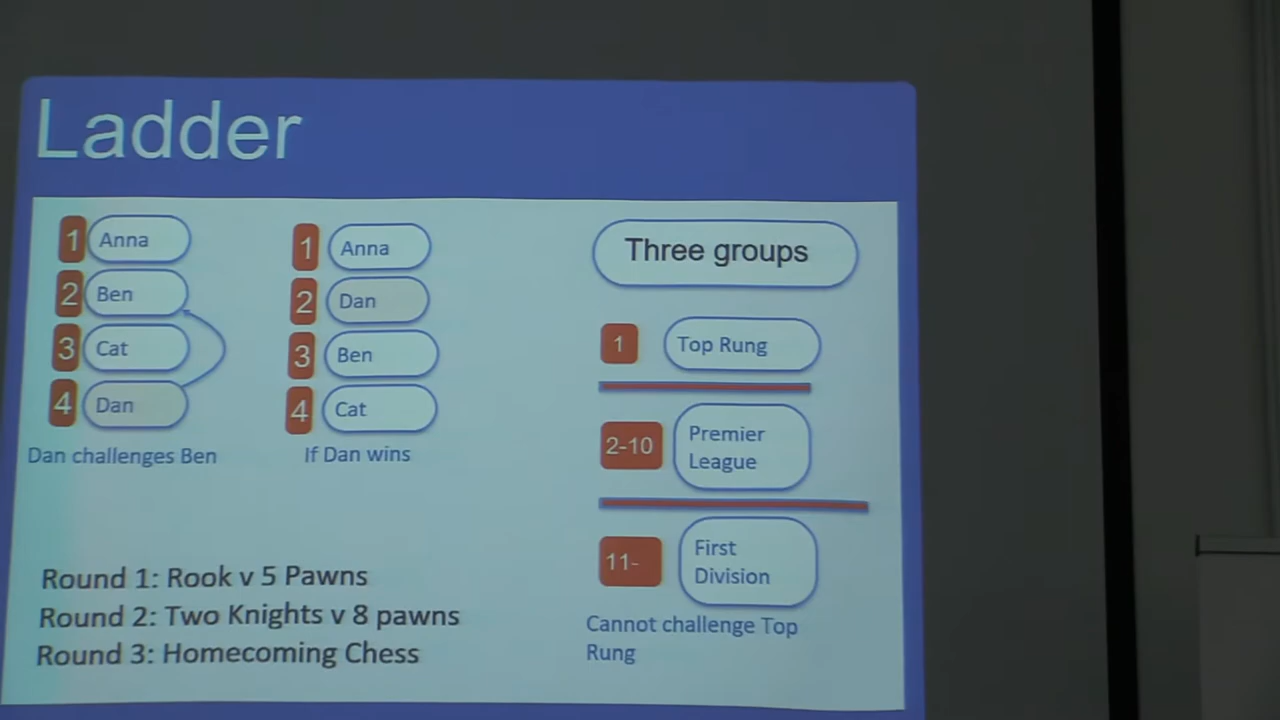 Ladder
1 Anna
2 Ben
3 Cat
4 Dan
Dan challenges Ben
1 Anna
2 Dan
3 Ben
4 Cat
If Dan wins
Round 1: Rook v 5 Pawns
Round 2: Two Knights v 8 pawns
Round 3: Homecoming Chess
Three groups
1 Top Rung
2-10 Premier
League
11- First
Division
Cannot challenge Top
Rung